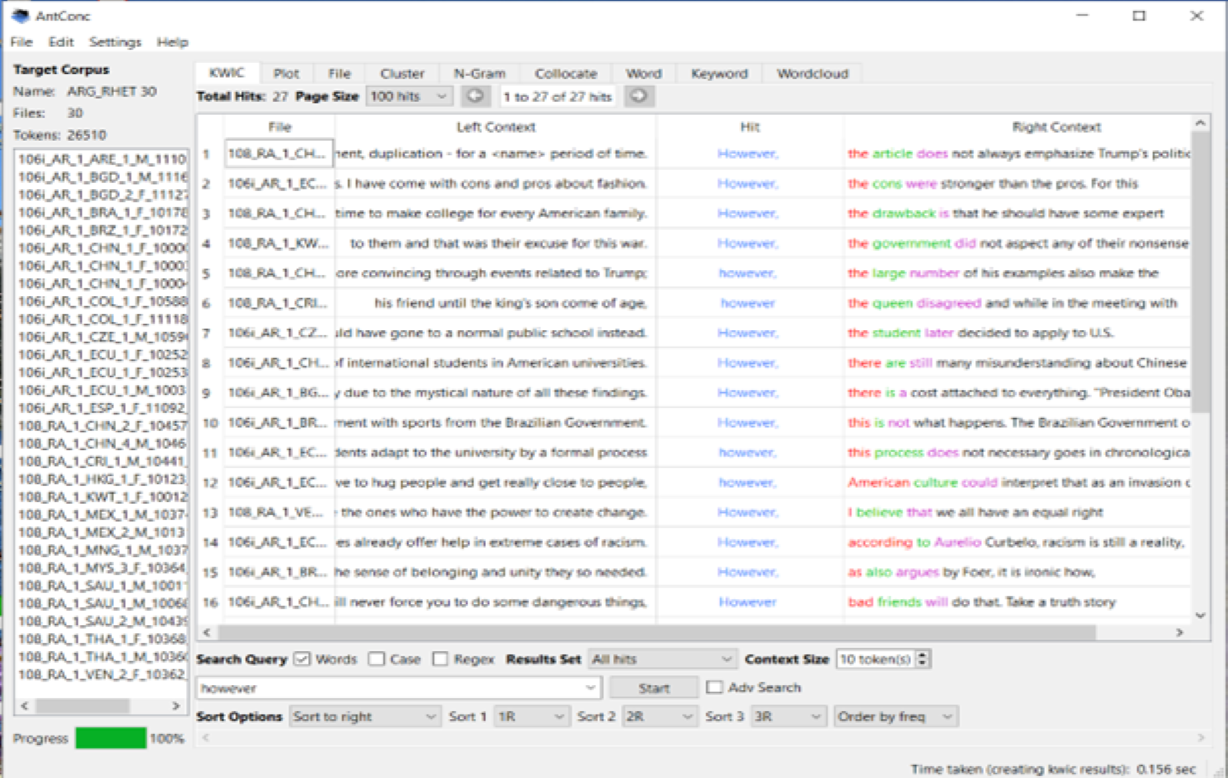 AntConc
File Edit Settings Help
Target Corpus
Name: ARG_RHET 30
Files: 30
Tokens: 26510
106i_AR_1_ARE_1_M_1110
106i_AR_1_BGD_1_M_1116
106i_AR_1_BGD_2_F_1112
106i_AR_1_BRA_1_F_10178
106i_AR_1_BRZ_1_F_10172
106i_AR_1_CHN_1_F_1000
106i_AR_1_CHN_1_F_1000
106i_AR_1_CHN_1_F_1000
106i_AR_1_COL_1_F_10588
106i_AR_1_COL_1_F_11118
106i_AR_1_CZE_1_M_1059
106i_AR_1_ECU_1_F_10252
106i_AR_1_ECU_1_F_10253
106i_AR_1_ECU_1_M_1003
106i_AR_1_ESP_1_F_11092
108_RA_1_CHN_2_F_10457
108_RA_1_CHN_4_M_1046
108_RA_1_CRI_1_M_10441
108_RA_1_HKG_1_F_10123
108_RA_1_KWT_1_F_10012
108_RA_1_MEX_1_M_1037
108_RA_1_MEX_2_M_1013
108_RA_1_MNG_1_M_1037
108_RA_1_MYS_3_F_10364
108_RA_1_SAU_1_M_1001
108_RA_1_SAU_1_M_1006
108_RA_1_SAU_2_M_1043
108_RA_1_THA_1_F_10368
108_RA_1_THA_1_M_1036
108_RA_1_VEN_2_F_10362
Progress 100%
KWIC Plot File Cluster N-Gram Collocate Word Keyword Wordcloud
Total Hits: 27 Page Size 100 hits 1 to 27 of 27 hits
File Left Context Hit Right Context
1 108_RA_1_CH... nent, duplication - for a <name> period of time. However, the article does not always emphasize Trump's politic
2 106i_AR_1_EC... s. I have come with cons and pros about fashion. However, the cons were stronger than the pros. For this
3 108_RA_1_CH... time to make college for every American family. However, the drawback is that he should have some expert
4 108_RA_1_KW... to them and that was their excuse for this war. However, the government did not aspect any of their nonsense
5 108_RA_1_CH... ore convincing through events related to Trump; however, the large number of his examples also make the
6 108_RA_1_CRI... his friend until the king's son come of age, however the queen disagreed and while in the meeting with
7 106i_AR_1_CZ... uld have gone to a normal public school instead. However, the student later decided to apply to U.S.
8 106i_AR_1_CH... of international students in American universities. However, there are still many misunderstanding about Chinese
9 106i_AR_1_BG... y due to the mystical nature of all these findings. However, there is a cost attached to everything. "President Oba
10 106i_AR_1_BR... ment with sports from the Brazilian Government. However, this is not what happens. The Brazilian Government o
11 106i_AR_1_EC... dents adapt to the university by a formal process however, this process does not necessary goes in chronologica
12 106i_AR_1_EC... ve to hug people and get really close to people, however, American culture could interpret that as an invasion c
13 108_RA_1_VE... the ones who have the power to create change. However, I believe that we all have an equal right
14 106i_AR_1_EC... es already offer help in extreme cases of racism. However, according to Aurelio Curbelo, racism is still a reality,
15 106i_AR_1_BR... he sense of belonging and unity they so needed. However, as also argues by Foer, it is ironic how,
16 106i_AR_1_CH... ill never force you to do some dangerous things, However bad friends will do that. Take a truth story
Search Query Words Case Regex Results Set All hits Context Size 10 token(s)
however Start Adv Search
Sort Options Sort to right Sort 1 1R Sort 2 2R Sort 3 3R Order by freq
Time taken (creating kwic results): 0.156 sec